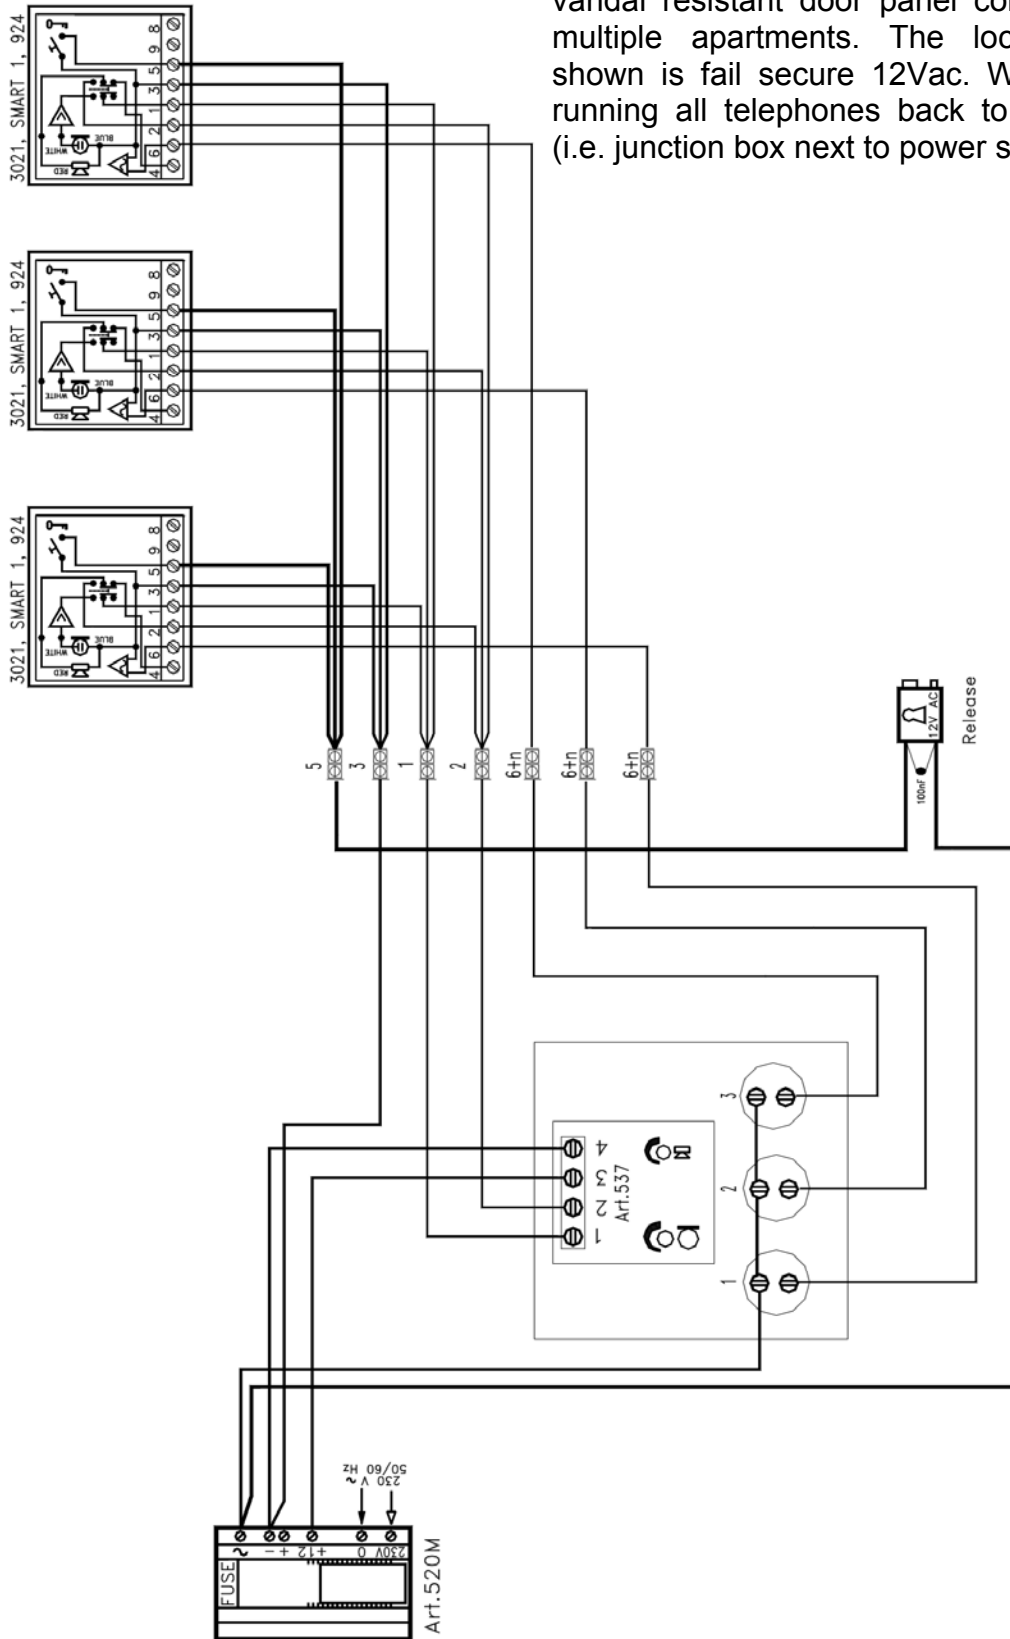 vandal resistant door panel
multiple apartments. The
shown is fail secure 12Vac.
running all telephones back to
(i.e. junction box next to power
3021, SMART 1, 924
8
9
5
3
1
2
6
4
WHITE
BLUE
RED
3021, SMART 1, 924
8
9
5
3
1
2
6
4
WHITE
BLUE
RED
3021, SMART 1, 924
8
9
5
3
1
2
6
4
WHITE
BLUE
RED
5
3
1
2
6+n
6+n
6+n
12V AC
100nF
Release
4
3
2
1
Art.537
3
2
1
230 V ~
50/60 Hz
~
-
+
+12
0
230V
FUSE
Art.520M